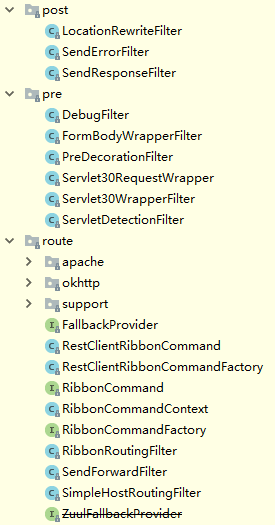 post
LocationRewriteFilter
SendErrorFilter
SendResponseFilter
pre
DebugFilter
FormBodyWrapperFilter
PreDecorationFilter
Servlet30RequestWrapper
Servlet30WrapperFilter
ServletDetectionFilter
route
apache
okhttp
support
FallbackProvider
RestClientRibbonCommand
RestClientRibbonCommandFactory
RibbonCommand
RibbonCommandContext
RibbonCommandFactory
RibbonRoutingFilter
SendForwardFilter
SimpleHostRoutingFilter
ZuulFallbackProvider